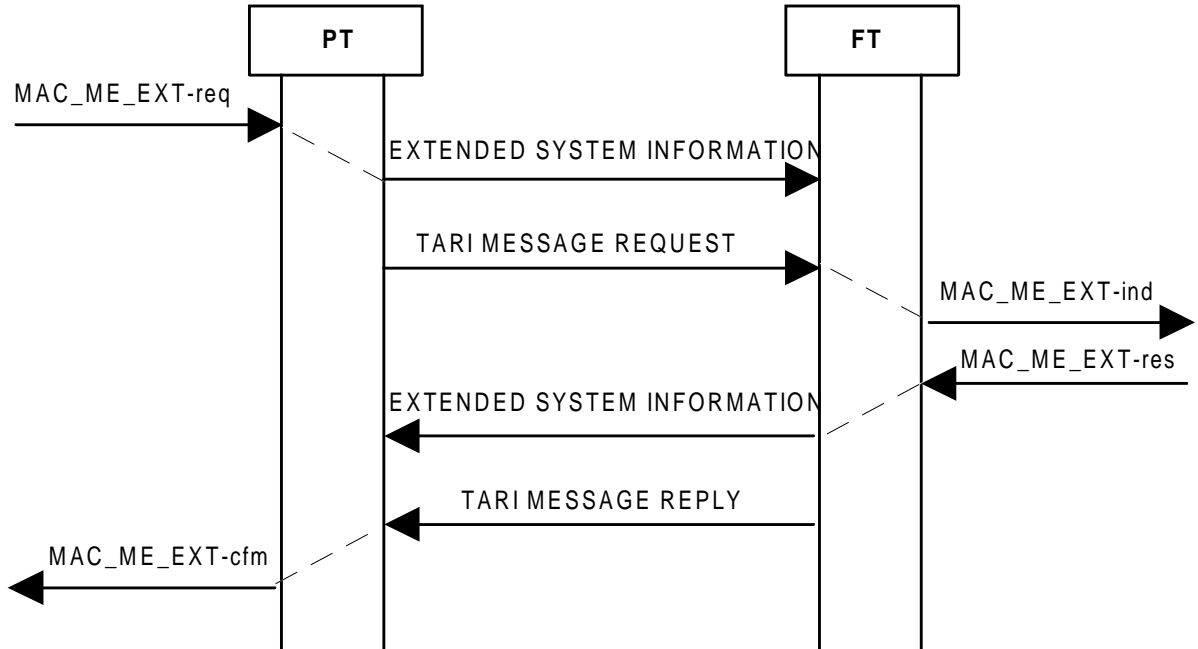 PT
FT
MAC_ME_EXT-req
EXTENDED SYSTEM INFORMATION
TARI MESSAGE REQUEST
MAC_ME_EXT-ind
MAC_ME_EXT-res
EXTENDED SYSTEM INFORMATION
TARI MESSAGE REPLY
MAC_ME_EXT-cfm